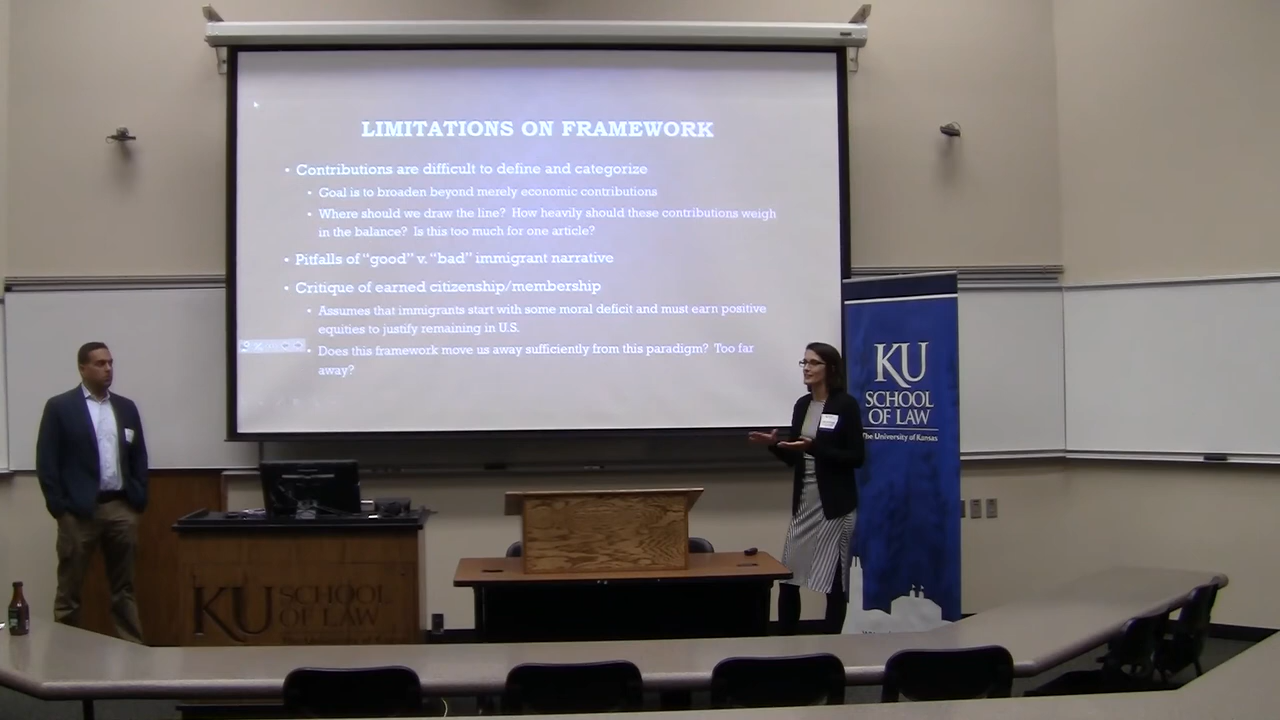 LIMITATIONS ON FRAMEWORK
• Contributions are difficult to define and categorize
• Goal is to broaden beyond merely economic contributions
• Where should we draw the line? How heavily should these contributions weigh
in the balance? Is this too much for one article?
• Pitfalls of “good” v. “bad” immigrant narrative
• Critique of earned citizenship/membership
• Assumes that immigrants start with some moral deficit and must earn positive
equities to justify remaining in U.S.
• Does this framework move us away sufficiently from this paradigm? Too far
away?
KU
SCHOOL
OF LAW
The University of Kansas
KU SCHOOL
OF LAW
The University of Kansas